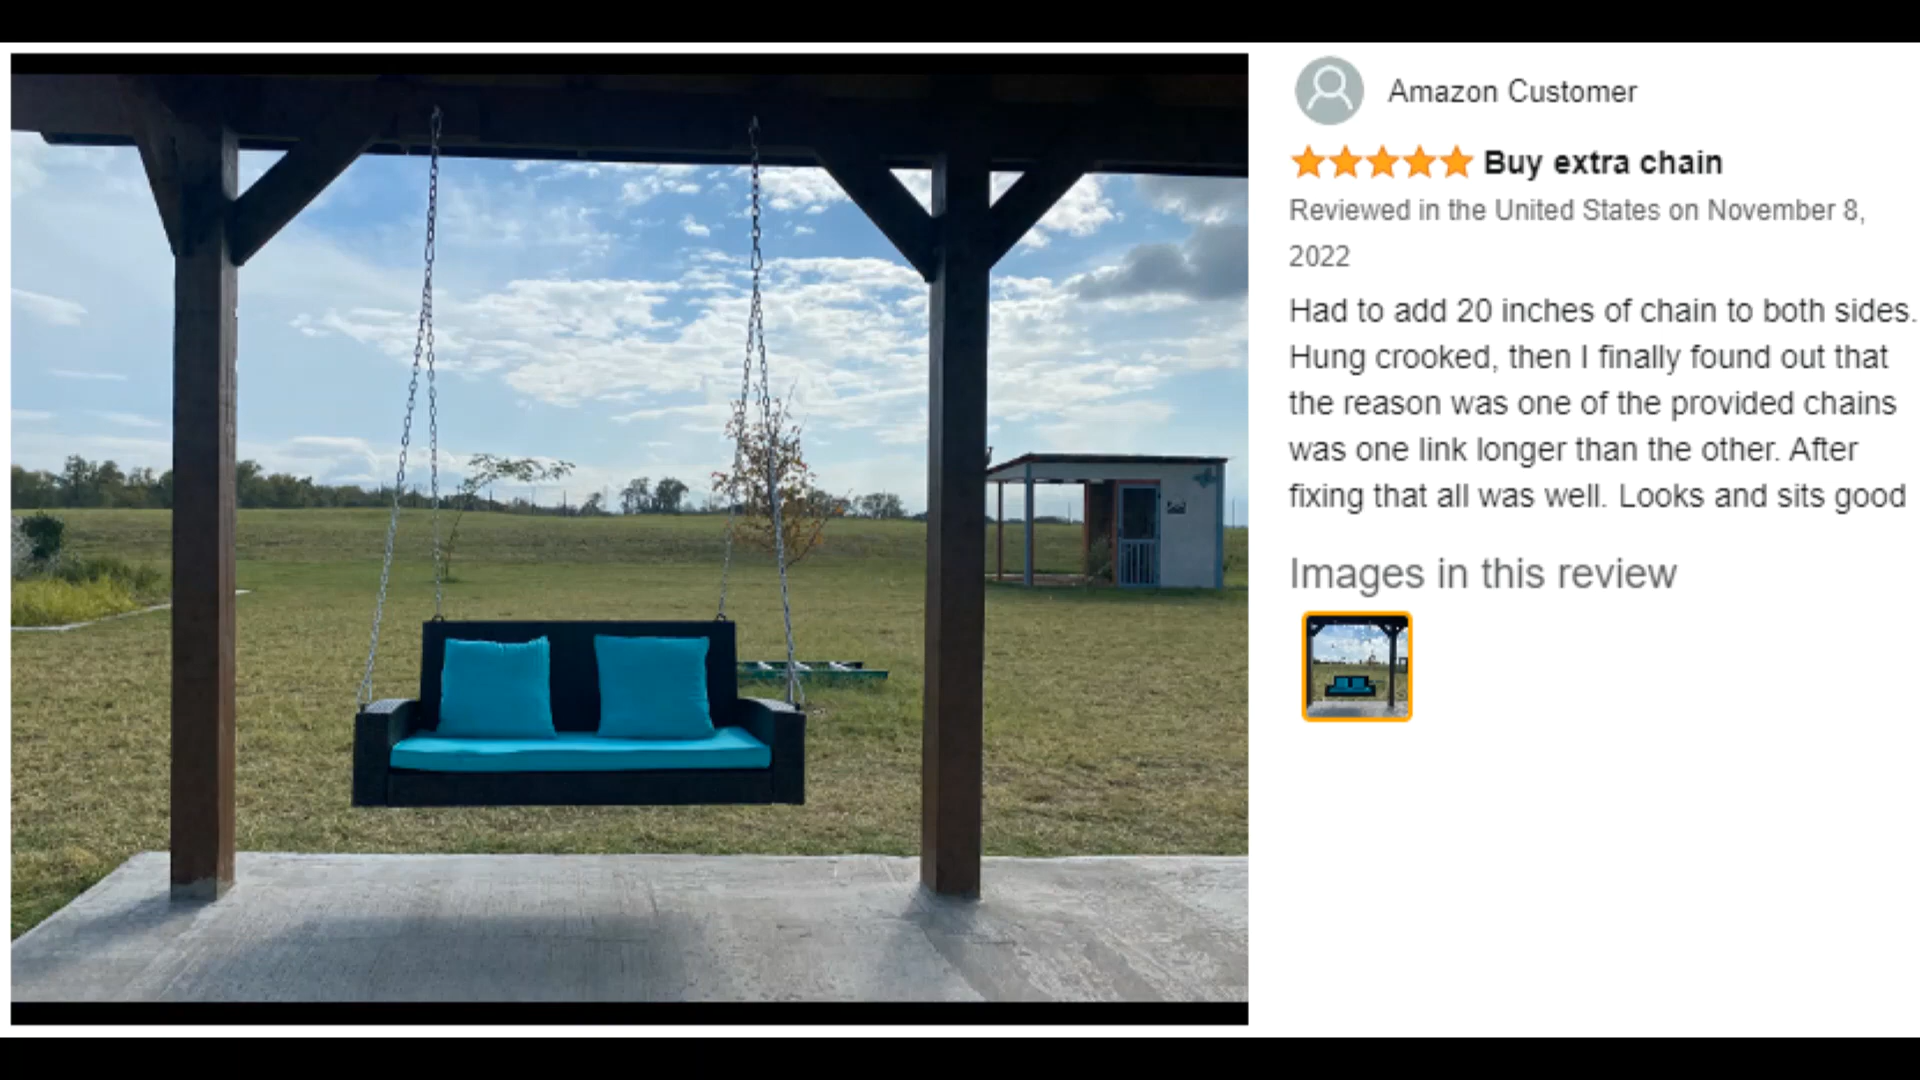 Amazon Customer
Buy extra chain
Reviewed in the United States on November 8,
2022
Had to add 20 inches of chain to both sides.
Hung crooked, then I finally found out that
the reason was one of the provided chains
was one link longer than the other. After
fixing that all was well. Looks and sits good
Images in this review